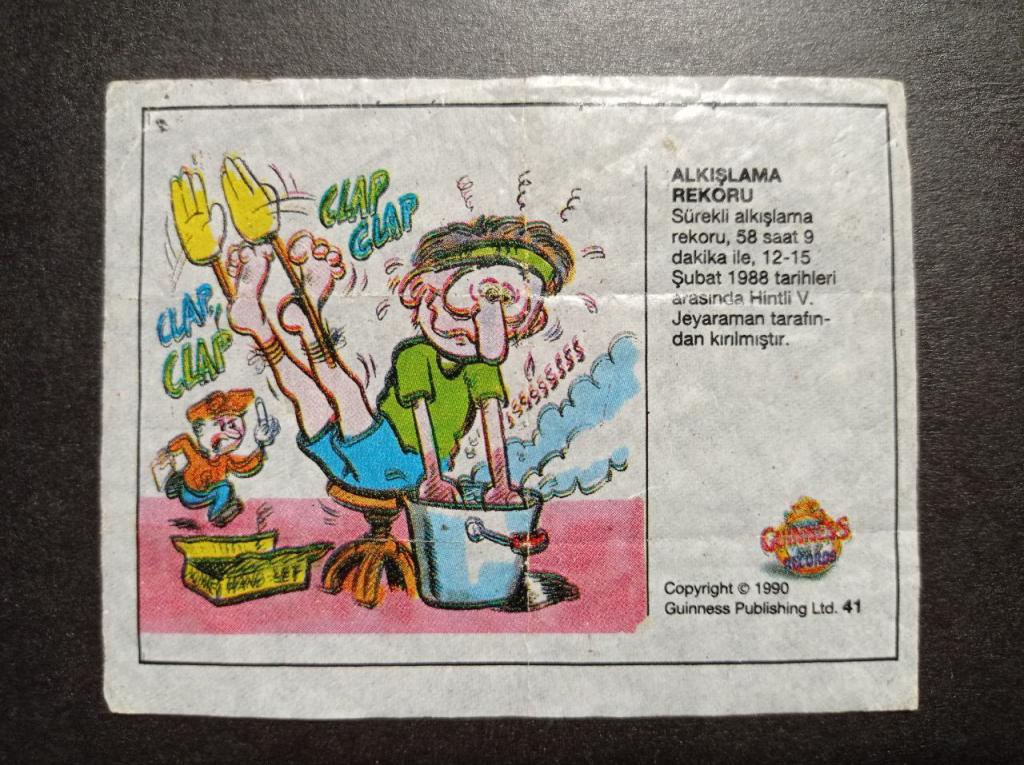 CLAP
CLAP
CLAP,
CLAP
ALKIŞLAMA
REKORU
Sürekli alkışlama
rekoru, 58 saat 9
dakika ile, 12-15
Şubat 1988 tarihleri
arasında Hintli V.
Jeyaraman tarafın-
dan kırılmıştır.
GUINNESS
RECORDS
Copyright © 1990
Guinness Publishing Ltd. 41